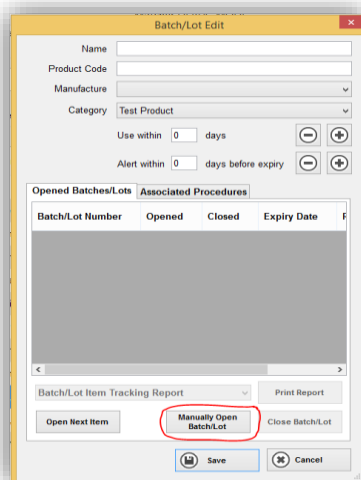 Batch/Lot Edit
Name
Product Code
Manufacture
Category Test Product
Use within 0 days
Alert within 0 days before expiry
Opened Batches/Lots Associated Procedures
Batch/Lot Number Opened Closed Expiry Date
Batch/Lot Item Tracking Report Print Report
Open Next Item Manually Open Batch/Lot Close Batch/Lot
Save Cancel